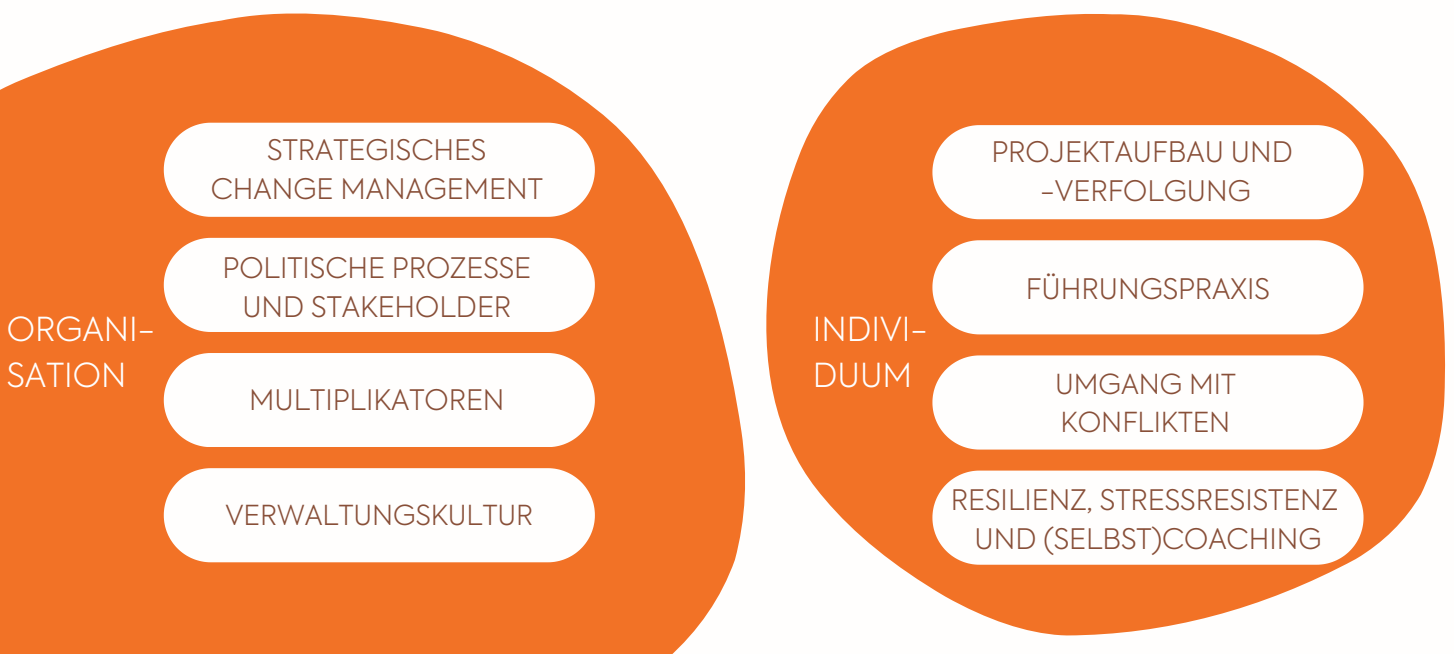 ORGANI-
SATION
STRATEGISCHES
CHANGE MANAGEMENT
POLITISCHE PROZESSE
UND STAKEHOLDER
MULTIPLIKATOREN
VERWALTUNGSKULTUR
INDIVI-
DUUM
PROJEKTAUFBAU UND
-VERFOLGUNG
FÜHRUNGSPRAXIS
UMGANG MIT
KONFLIKTEN
RESILIENZ, STRESSRESISTENZ
UND (SELBST)COACHING